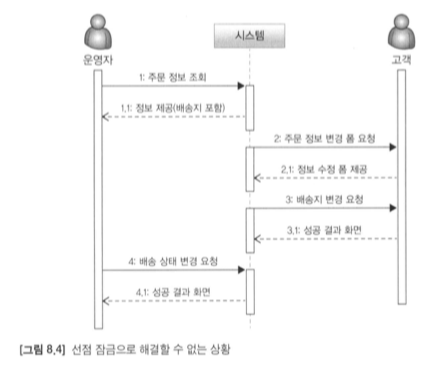 운영자
시스템
고객
1: 주문 정보 조회
1.1: 정보 제공(배송지 포함)
2: 주문 정보 변경 폼 요청
2.1: 정보 수정 폼 제공
3: 배송지 변경 요청
3.1: 성공 결과 화면
4: 배송 상태 변경 요청
4.1: 성공 결과 화면
[그림 8.4] 선점 잠금으로 해결할 수 없는 상황